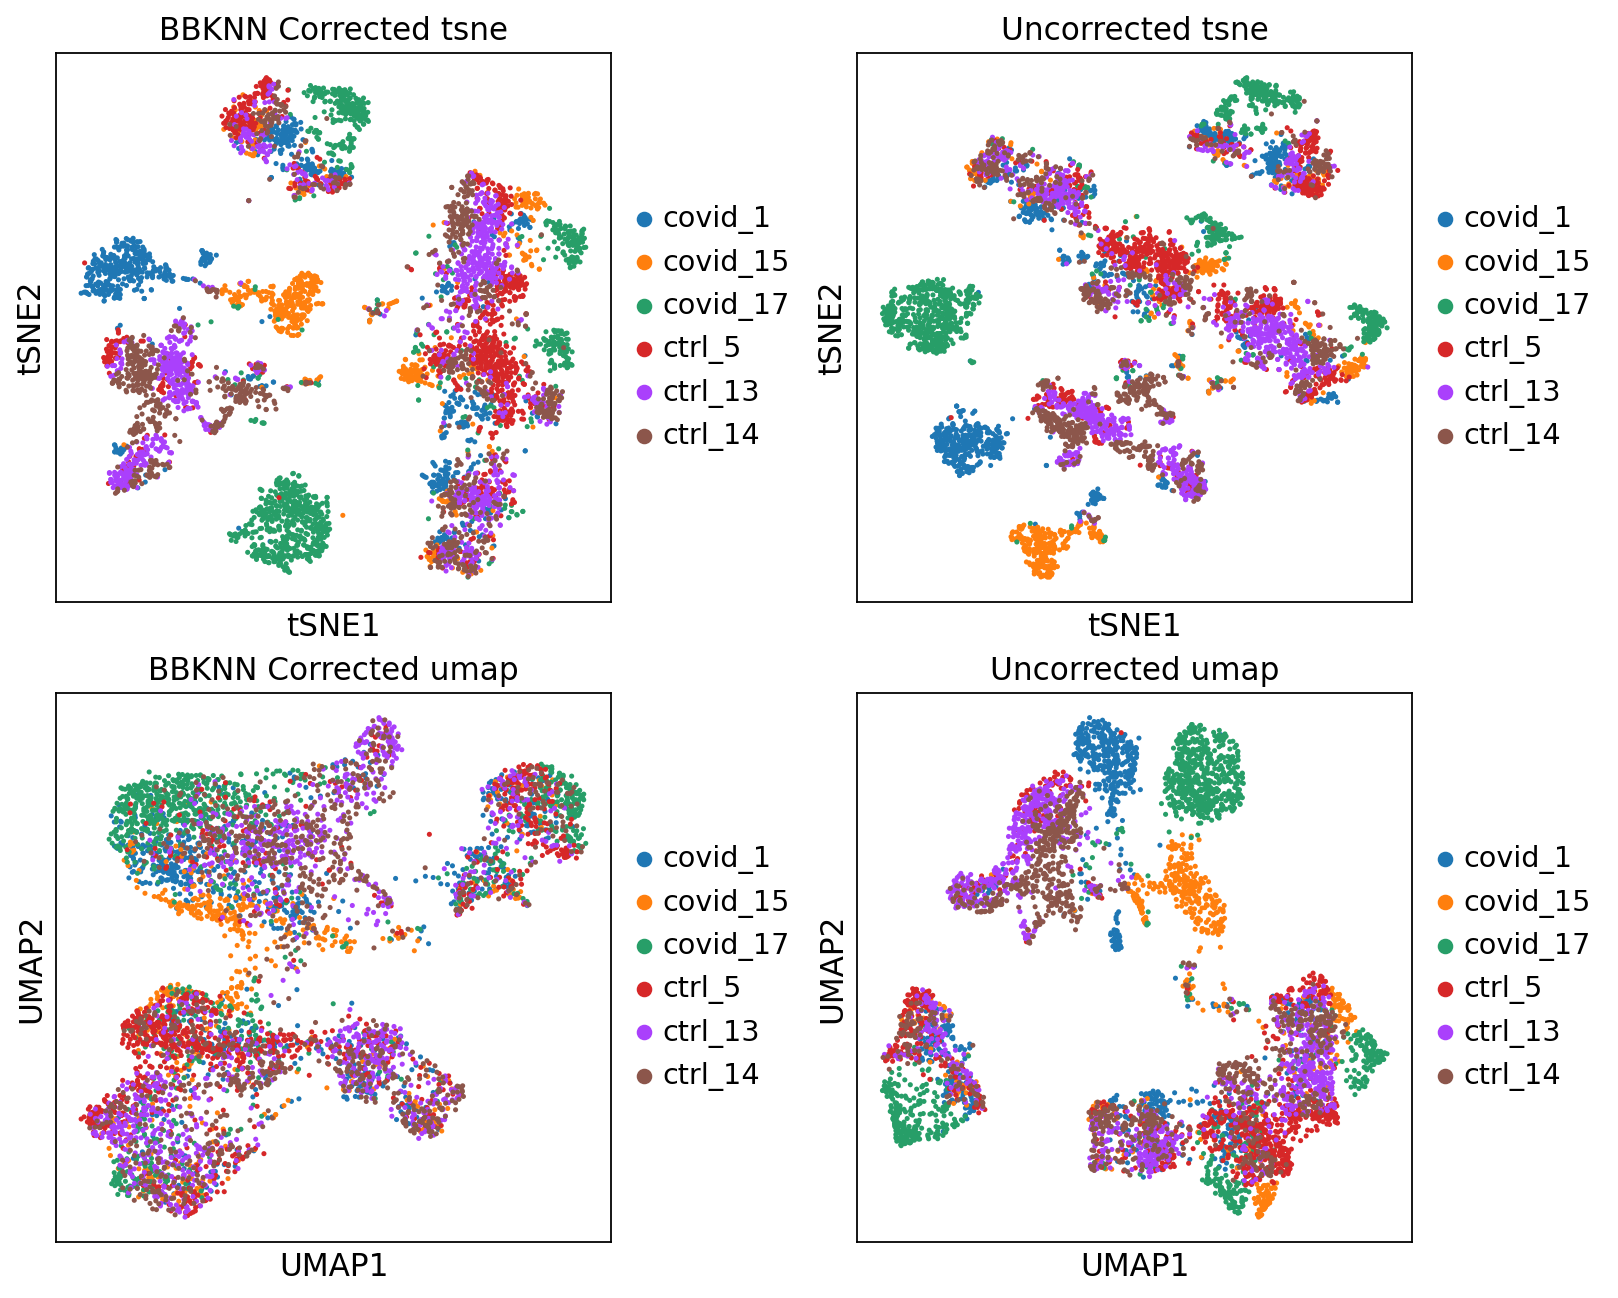 BBKNN Corrected tsne
tSNE2
tSNE1
covid_1
covid_15
covid_17
ctrl_5
ctrl_13
ctrl_14
Uncorrected tsne
tSNE2
tSNE1
covid_1
covid_15
covid_17
ctrl_5
ctrl_13
ctrl_14
BBKNN Corrected umap
UMAP2
UMAP1
covid_1
covid_15
covid_17
ctrl_5
ctrl_13
ctrl_14
Uncorrected umap
UMAP2
UMAP1
covid_1
covid_15
covid_17
ctrl_5
ctrl_13
ctrl_14